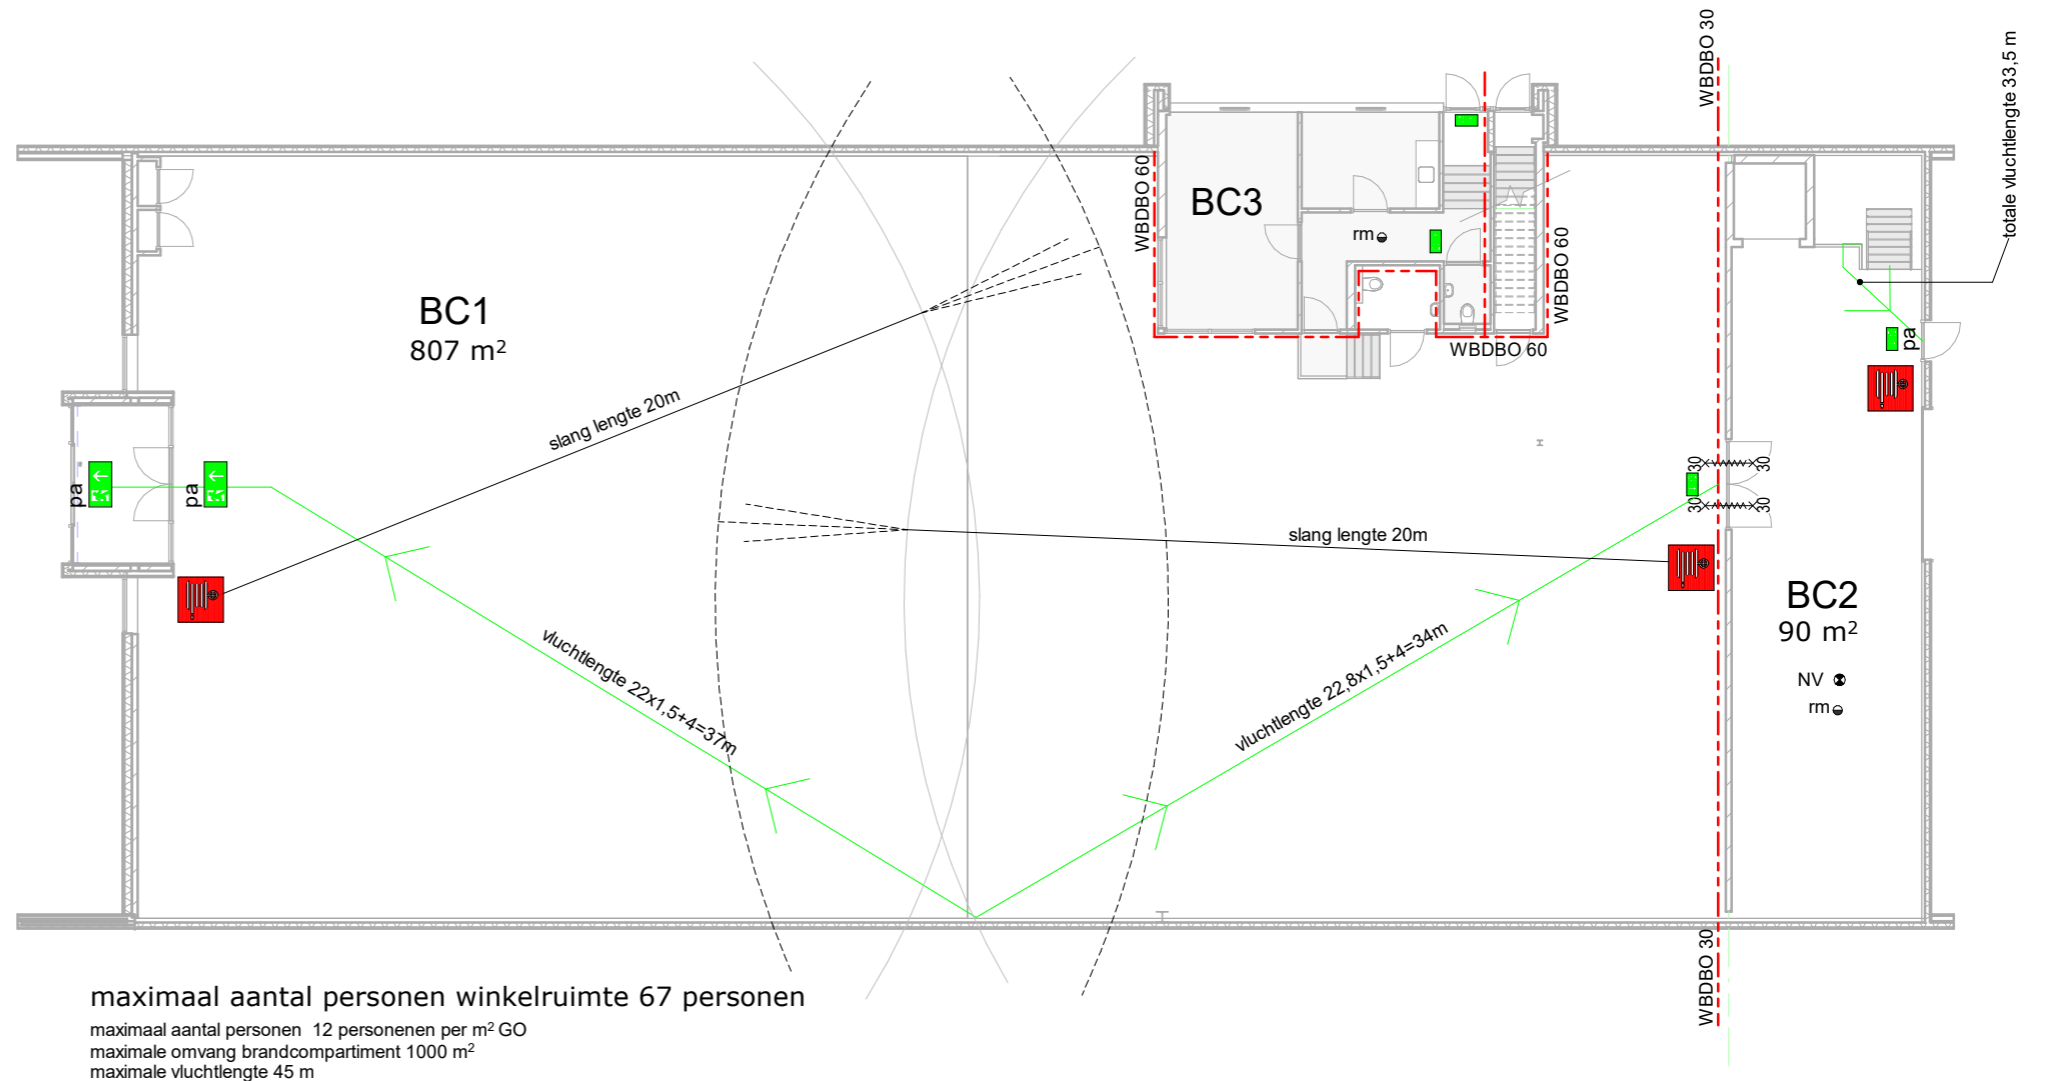 WBDBO 30
totale vluchtlengte 33,5 m
WBDBO 60
BC3
rm
WBDBO 60
WBDBO 60
BC1
807 m²
slang lengte 20m
pa
pa
pa
30
30
30
30
slang lengte 20m
BC2
90 m²
NV
rm
vluchtlengte 22x1,5+4=37m
vluchtlengte 22,8x1,5+4=34m
WBDBO 30
maximaal aantal personen winkelruimte 67 personen
maximaal aantal personen 12 personenen per m² GO
maximale omvang brandcompartiment 1000 m²
maximale vluchtlengte 45 m